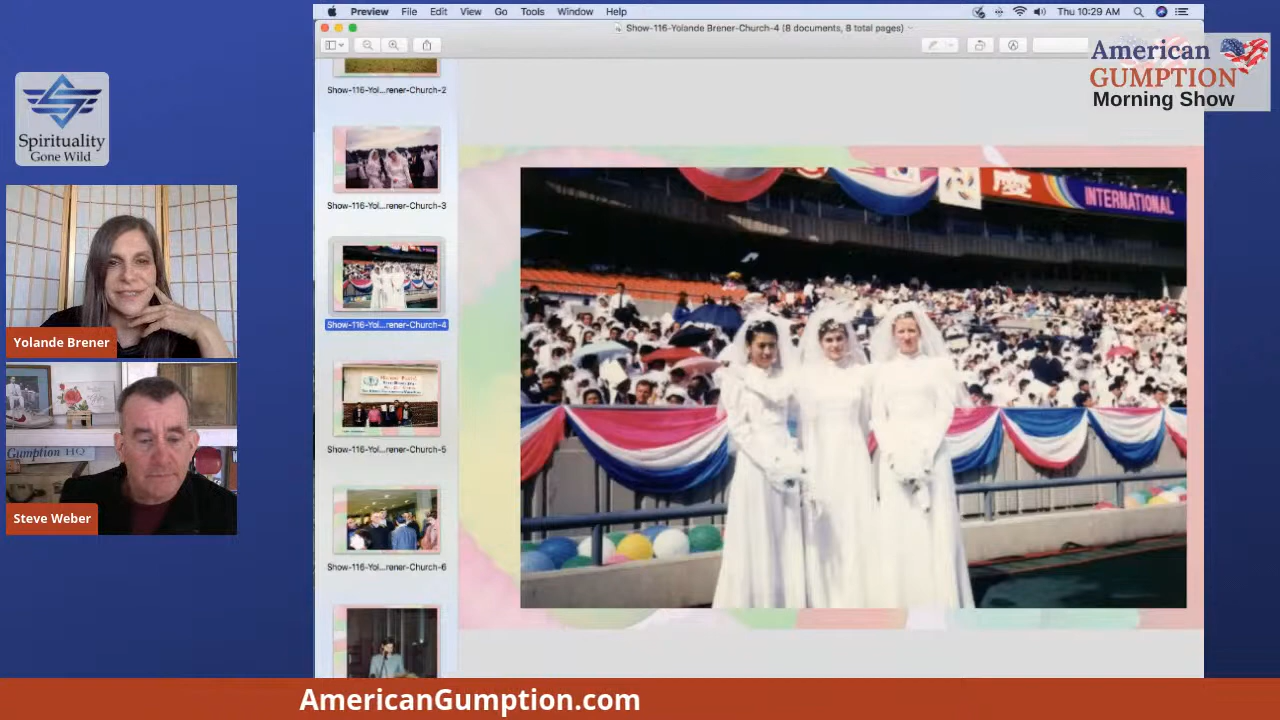 Preview File Edit View Go Tools Window Help
Thu 10:29 AM
Show-116-Yolande Brener-Church-4 (8 documents, 8 total pages)
American
GUMPTION
Morning Show
Spirituality
Gone Wild
Show-116-Yol...rener-Church-2
Show-116-Yol...rener-Church-3
Show-116-Yol...rener-Church-4
Show-116-Yol...rener-Church-5
Show-116-Yol...rener-Church-6
INTERNATIONAL
Yolande Brener
Gumption HQ
Steve Weber
AmericanGumption.com